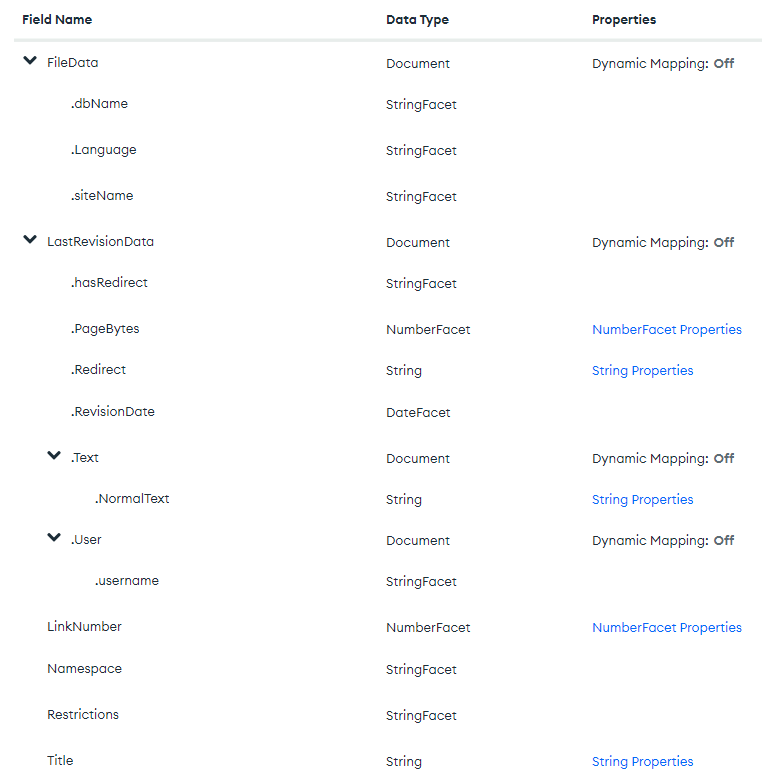 Field Name Data Type Properties
FileData Document Dynamic Mapping: Off
.dbName StringFacet
.Language StringFacet
.siteName StringFacet
LastRevisionData Document Dynamic Mapping: Off
.hasRedirect StringFacet
.PageBytes NumberFacet NumberFacet Properties
.Redirect String String Properties
.RevisionDate DateFacet
.Text Document Dynamic Mapping: Off
.NormalText String String Properties
.User Document Dynamic Mapping: Off
.username StringFacet
LinkNumber NumberFacet NumberFacet Properties
Namespace StringFacet
Restrictions StringFacet
Title String String Properties